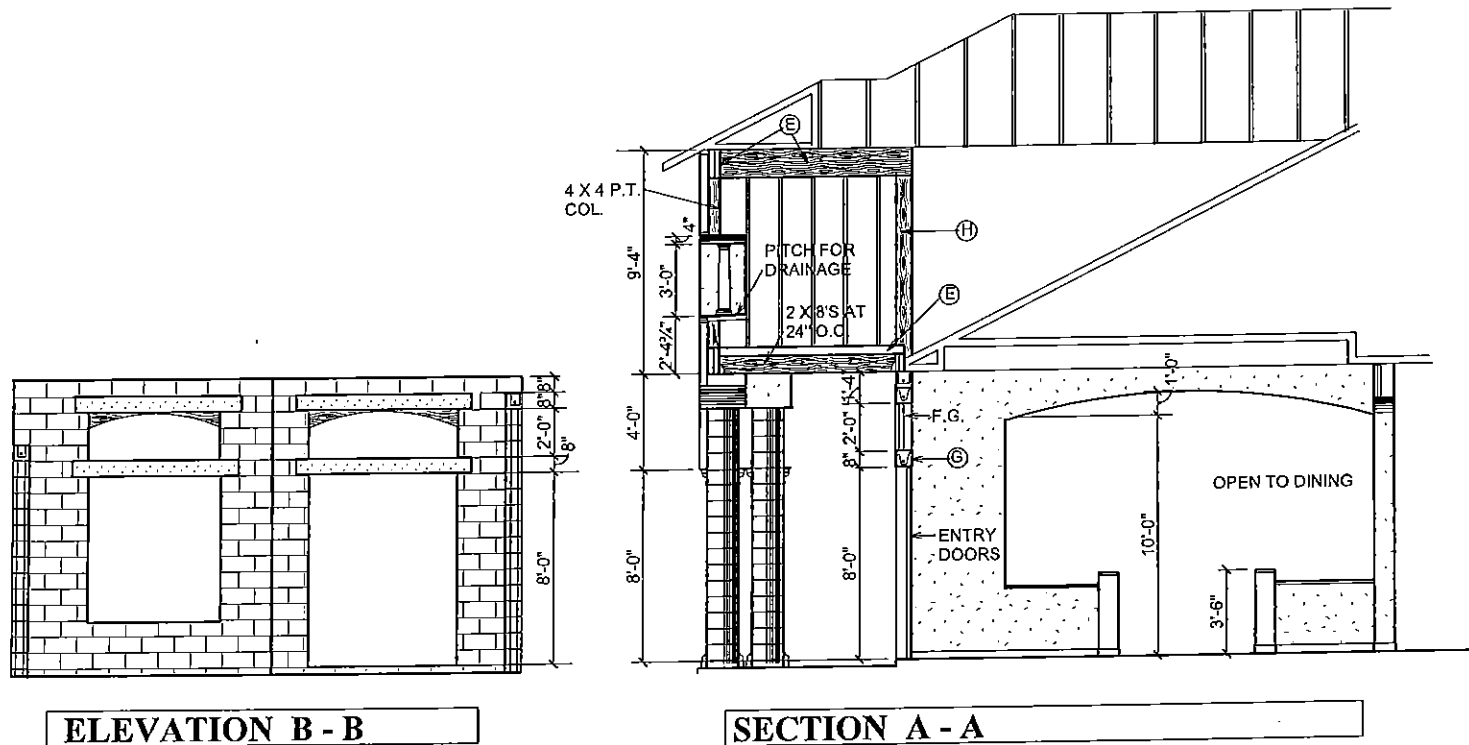 E
4 X 4 P.T.
COL.
4"
PITCH FOR
DRAINAGE
H
9'-4"
3'-0"
E
2 X 8'S AT
24" O.C.
2'-4¾"
8"
8"
2'-0"
8"
8'-0"
4'-0"
8'-0"
1'-4"
2'-0"
8"
8'-0"
F.G.
G
ENTRY
DOORS
1'-0"
10'-0"
OPEN TO DINING
3'-6"
ELEVATION B - B
SECTION A - A